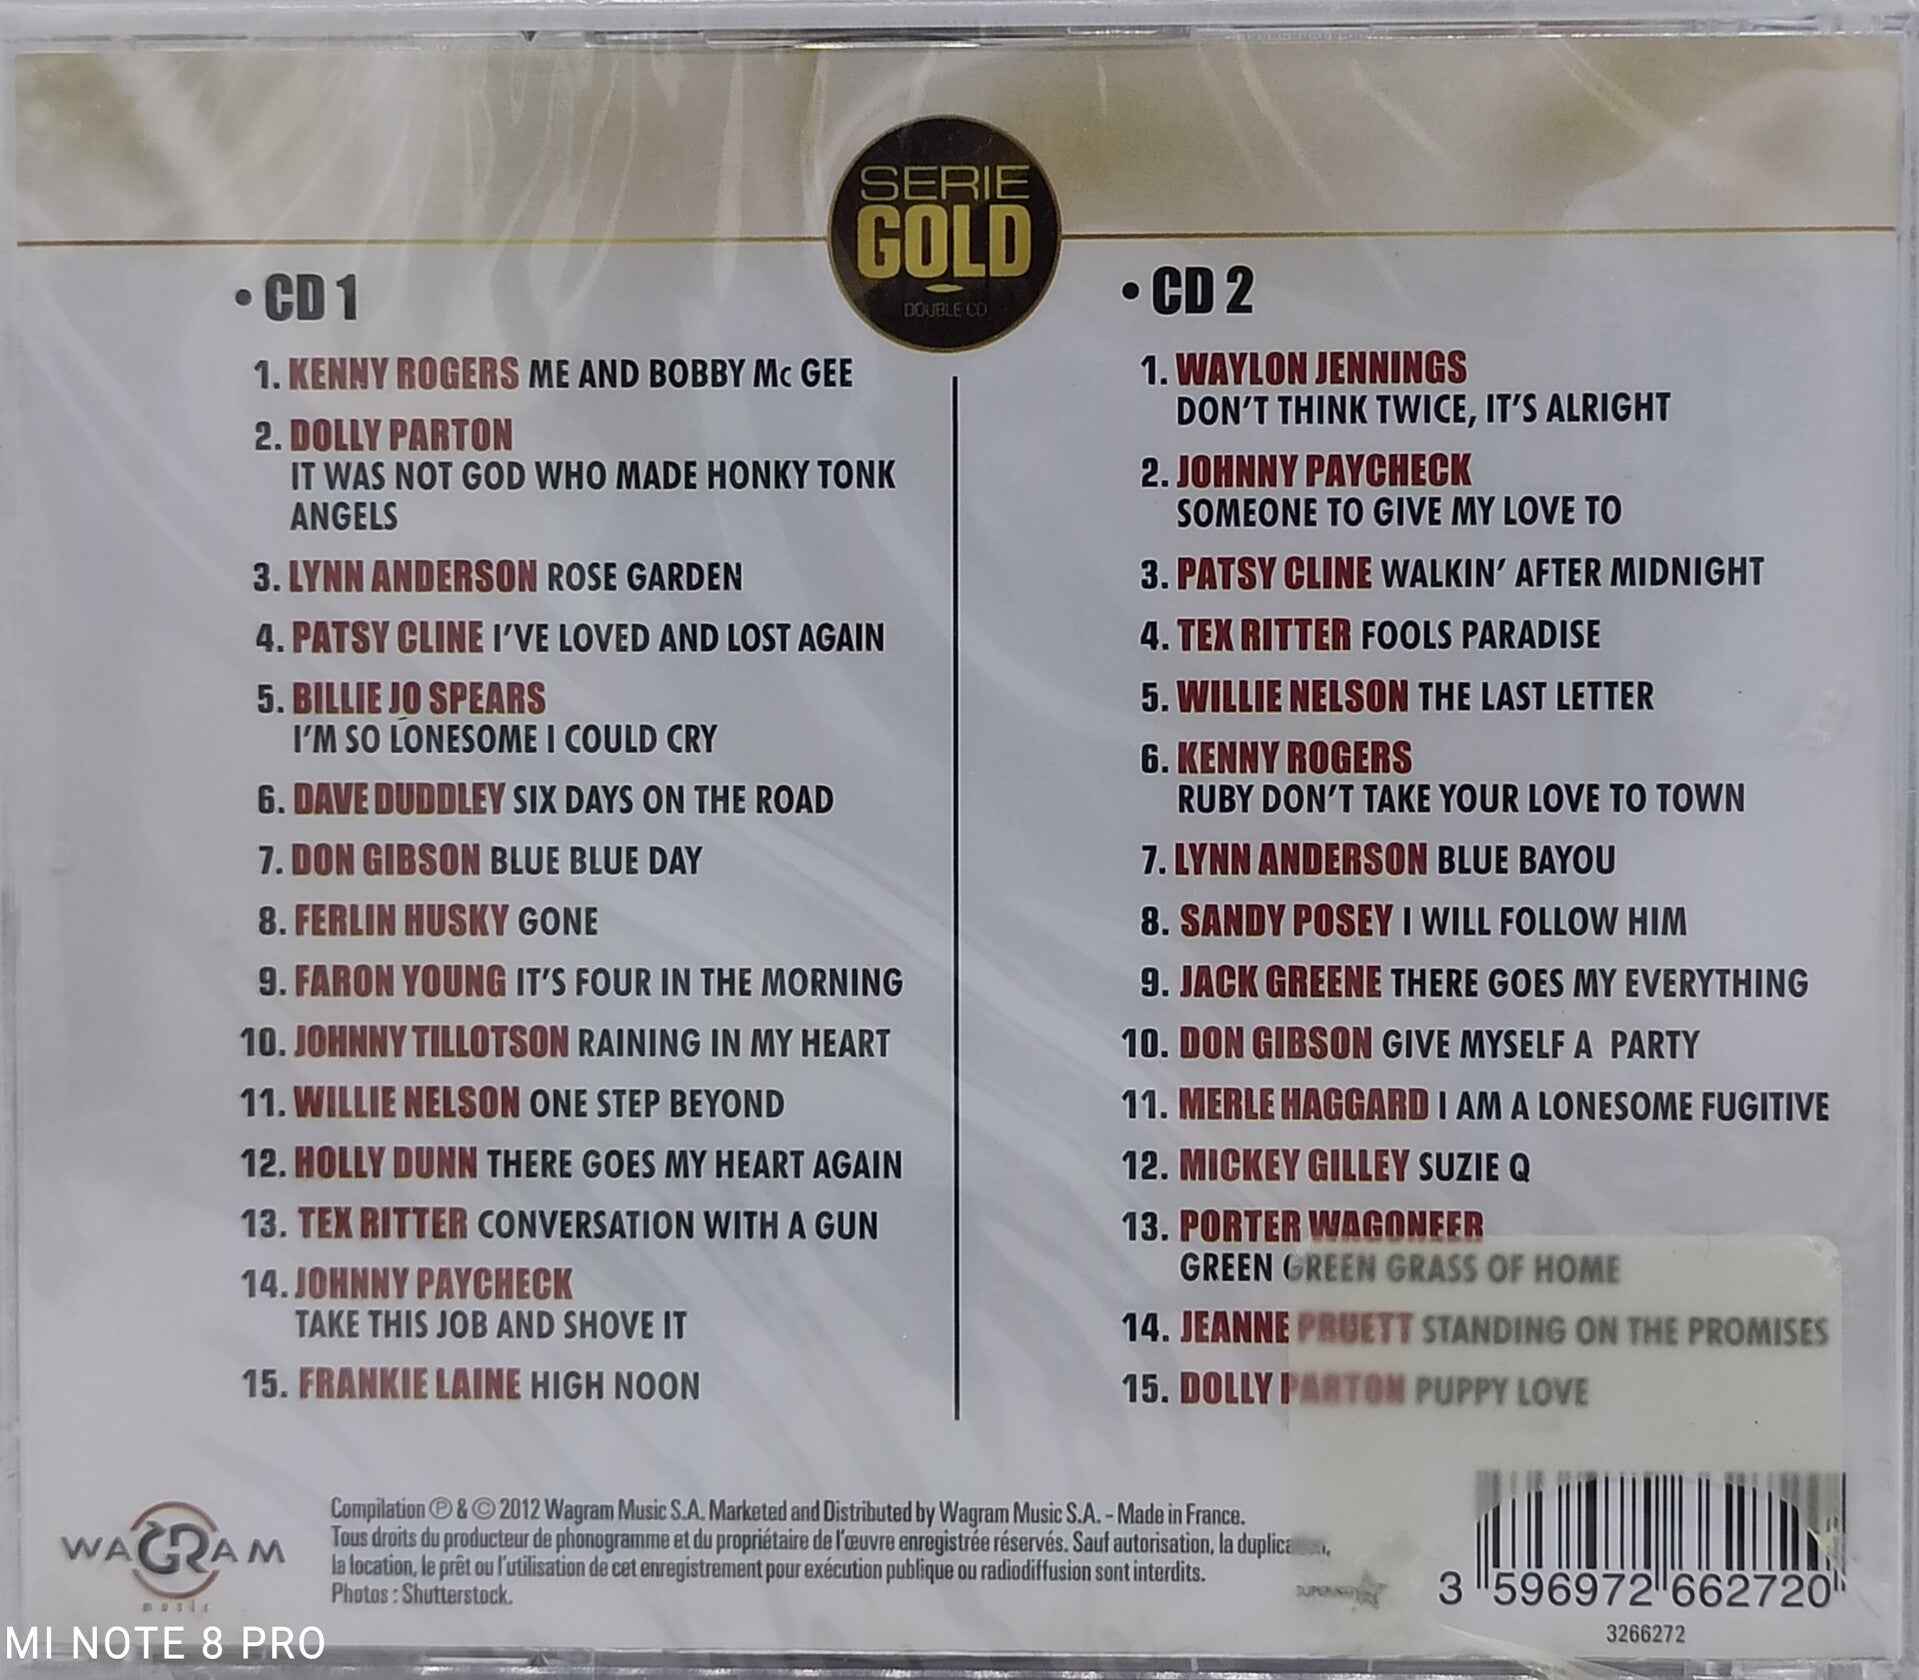 SERIE
GOLD
DOUBLE CD
• CD 1
1. KENNY ROGERS ME AND BOBBY Mc GEE
2. DOLLY PARTON
IT WAS NOT GOD WHO MADE HONKY TONK
ANGELS
3. LYNN ANDERSON ROSE GARDEN
4. PATSY CLINE I'VE LOVED AND LOST AGAIN
5. BILLIE JO SPEARS
I'M SO LONESOME I COULD CRY
6. DAVE DUDDLEY SIX DAYS ON THE ROAD
7. DON GIBSON BLUE BLUE DAY
8. FERLIN HUSKY GONE
9. FARON YOUNG IT'S FOUR IN THE MORNING
10. JOHNNY TILLOTSON RAINING IN MY HEART
11. WILLIE NELSON ONE STEP BEYOND
12. HOLLY DUNN THERE GOES MY HEART AGAIN
13. TEX RITTER CONVERSATION WITH A GUN
14. JOHNNY PAYCHECK
TAKE THIS JOB AND SHOVE IT
15. FRANKIE LAINE HIGH NOON
• CD 2
1. WAYLON JENNINGS
DON'T THINK TWICE, IT'S ALRIGHT
2. JOHNNY PAYCHECK
SOMEONE TO GIVE MY LOVE TO
3. PATSY CLINE WALKIN' AFTER MIDNIGHT
4. TEX RITTER FOOLS PARADISE
5. WILLIE NELSON THE LAST LETTER
6. KENNY ROGERS
RUBY DON'T TAKE YOUR LOVE TO TOWN
7. LYNN ANDERSON BLUE BAYOU
8. SANDY POSEY I WILL FOLLOW HIM
9. JACK GREENE THERE GOES MY EVERYTHING
10. DON GIBSON GIVE MYSELF A PARTY
11. MERLE HAGGARD I AM A LONESOME FUGITIVE
12. MICKEY GILLEY SUZIE Q
13. PORTER WAGONEER
GREEN GREEN GRASS OF HOME
14. JEANNE PRUETT STANDING ON THE PROMISES
15. DOLLY PARTON PUPPY LOVE
WAGRAM
music
Compilation Ⓟ & © 2012 Wagram Music S.A. Marketed and Distributed by Wagram Music S.A. - Made in France.
Tous droits du producteur de phonogramme et du propriétaire de l'œuvre enregistrée réservés. Sauf autorisation, la duplication,
la location, le prêt ou l'utilisation de cet enregistrement pour exécution publique ou radiodiffusion sont interdits.
Photos : Shutterstock.
3 596972 662720
3266272
MI NOTE 8 PRO